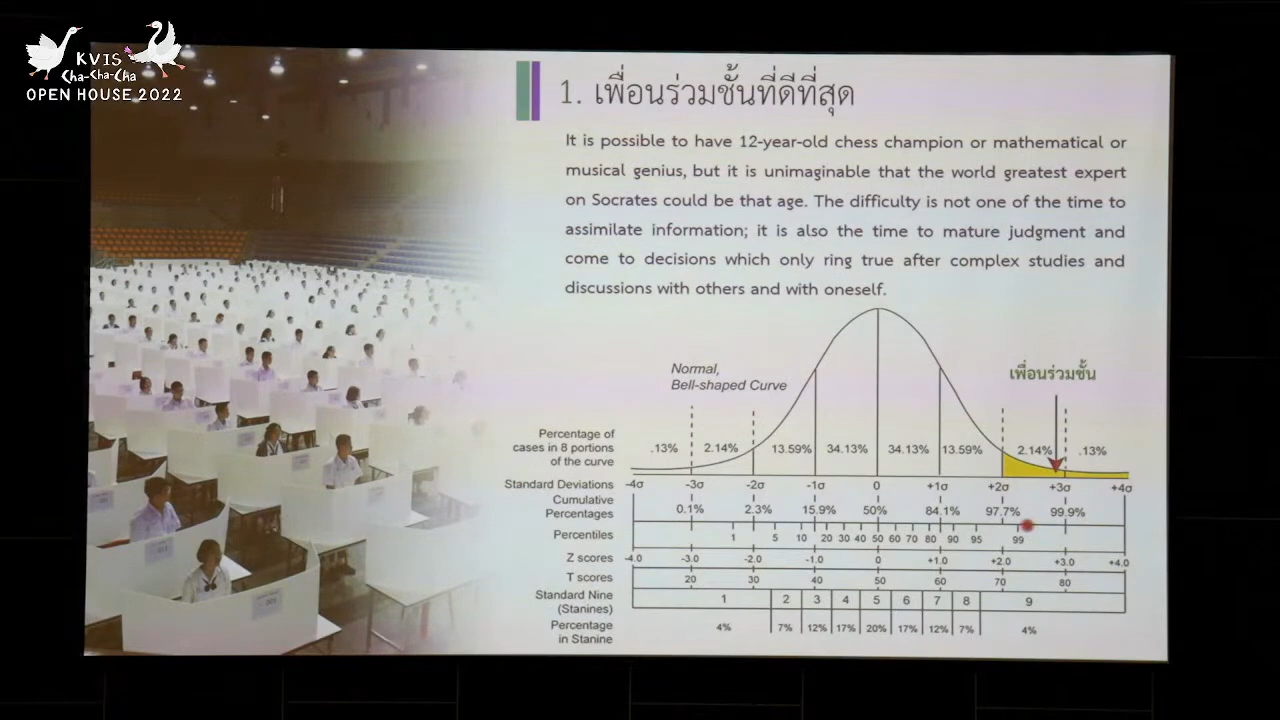 KVIS
Cha-Cha-Cha
OPEN HOUSE 2022
1. เพื่อนร่วมชั้นที่ดีที่สุด
It is possible to have 12-year-old chess champion or mathematical or
musical genius, but it is unimaginable that the world greatest expert
on Socrates could be that age. The difficulty is not one of the time to
assimilate information; it is also the time to mature judgment and
come to decisions which only ring true after complex studies and
discussions with others and with oneself.
Normal,
Bell-shaped Curve
เพื่อนร่วมชั้น
Percentage of
cases in 8 portions
of the curve
.13% 2.14% 13.59% 34.13% 34.13% 13.59% 2.14% .13%
Standard Deviations -4σ -3σ -2σ -1σ 0 +1σ +2σ +3σ +4σ
Cumulative
Percentages
0.1% 2.3% 15.9% 50% 84.1% 97.7% 99.9%
Percentiles 1 5 10 20 30 40 50 60 70 80 90 95 99
Z scores -4.0 -3.0 -2.0 -1.0 0 +1.0 +2.0 +3.0 +4.0
T scores 20 30 40 50 60 70 80
Standard Nine
(Stanines)
1 2 3 4 5 6 7 8 9
Percentage
in Stanine
4% 7% 12% 17% 20% 17% 12% 7% 4%